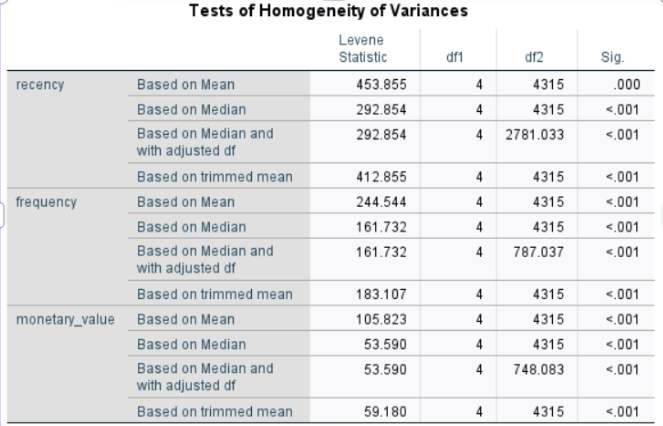 Tests of Homogeneity of Variances
Levene
Statistic df1 df2 Sig.
recency Based on Mean 453.855 4 4315 .000
Based on Median 292.854 4 4315 <.001
Based on Median and
with adjusted df 292.854 4 2781.033 <.001
Based on trimmed mean 412.855 4 4315 <.001
frequency Based on Mean 244.544 4 4315 <.001
Based on Median 161.732 4 4315 <.001
Based on Median and
with adjusted df 161.732 4 787.037 <.001
Based on trimmed mean 183.107 4 4315 <.001
monetary_value Based on Mean 105.823 4 4315 <.001
Based on Median 53.590 4 4315 <.001
Based on Median and
with adjusted df 53.590 4 748.083 <.001
Based on trimmed mean 59.180 4 4315 <.001